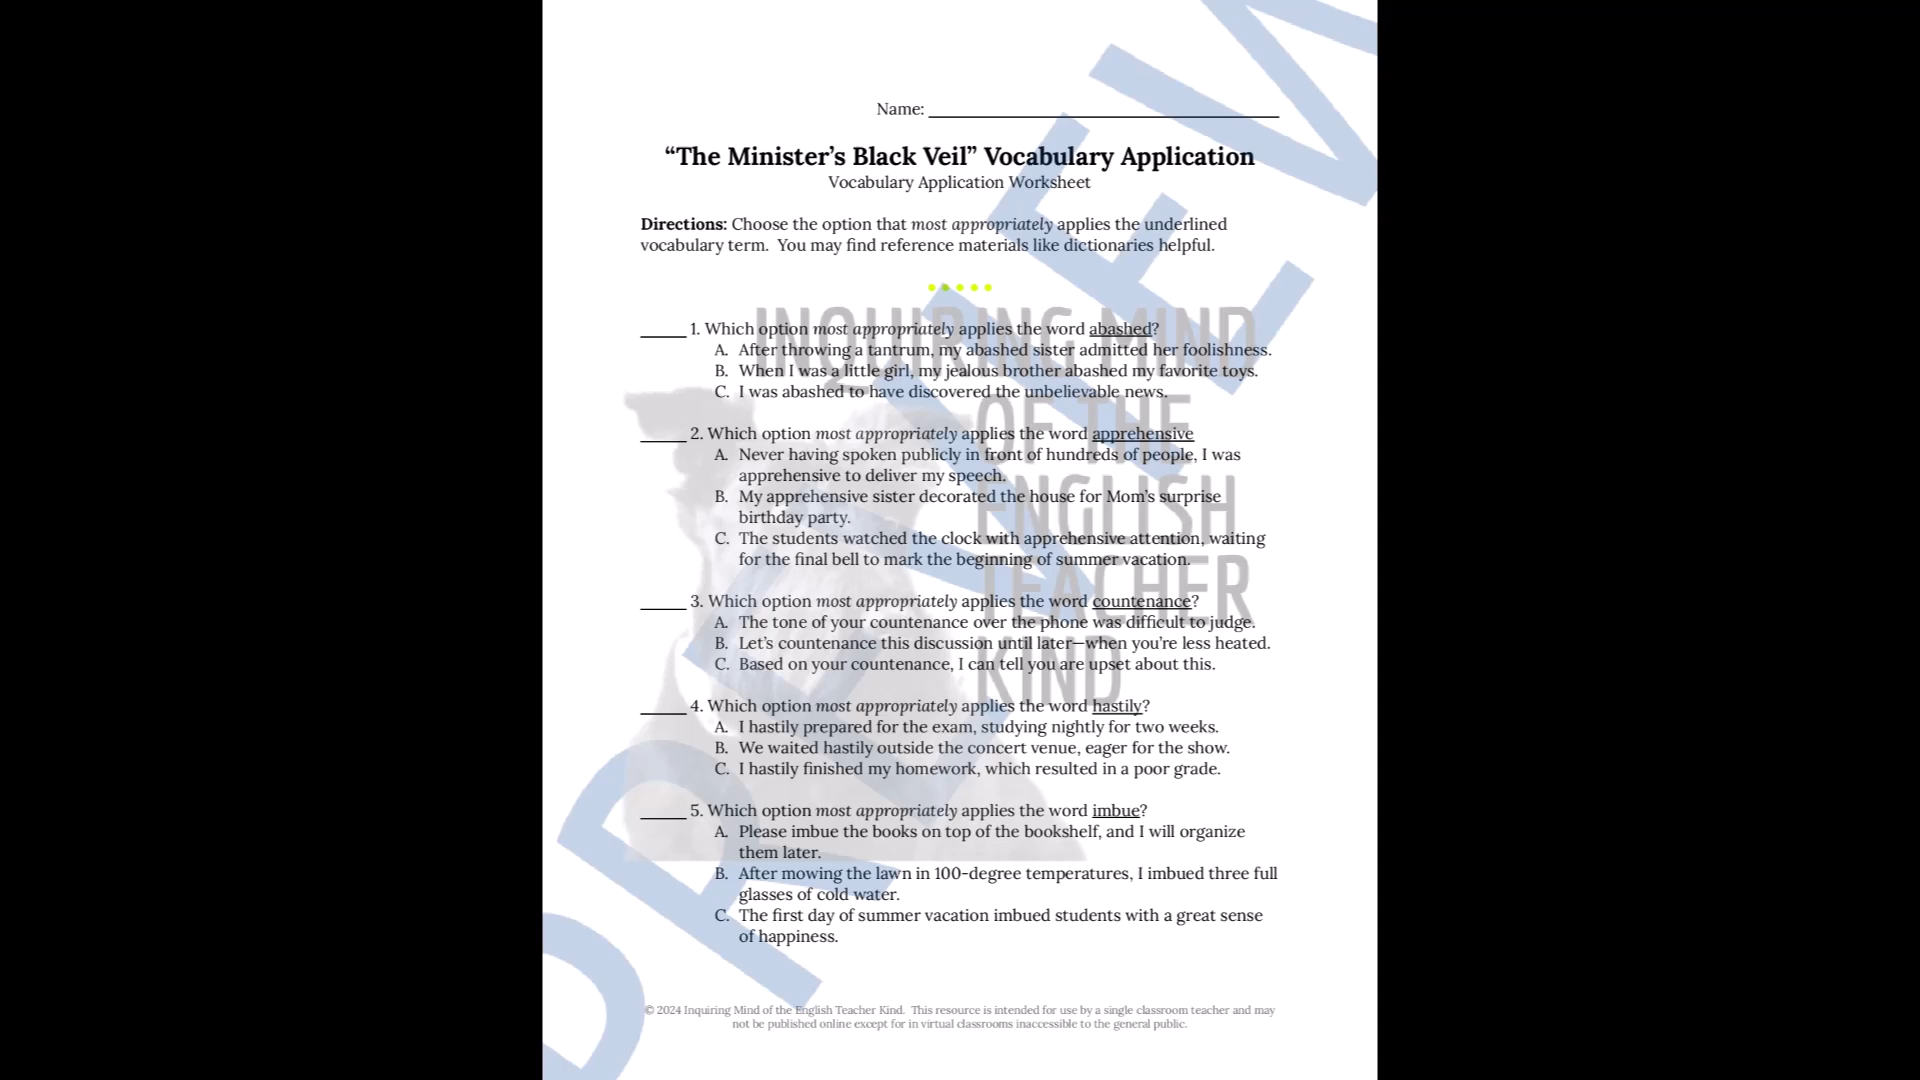 Name:
“The Minister’s Black Veil” Vocabulary Application
Vocabulary Application Worksheet
Directions: Choose the option that most appropriately applies the underlined
vocabulary term.  You may find reference materials like dictionaries helpful.
INQUIRING MIND
OF THE
ENGLISH
TEACHER
KIND
PREVIEW
1. Which option most appropriately applies the word abashed?
A. After throwing a tantrum, my abashed sister admitted her foolishness.
B. When I was a little girl, my jealous brother abashed my favorite toys.
C. I was abashed to have discovered the unbelievable news.
2. Which option most appropriately applies the word apprehensive
A. Never having spoken publicly in front of hundreds of people, I was
apprehensive to deliver my speech.
B. My apprehensive sister decorated the house for Mom’s surprise
birthday party.
C. The students watched the clock with apprehensive attention, waiting
for the final bell to mark the beginning of summer vacation.
3. Which option most appropriately applies the word countenance?
A. The tone of your countenance over the phone was difficult to judge.
B. Let’s countenance this discussion until later—when you’re less heated.
C. Based on your countenance, I can tell you are upset about this.
4. Which option most appropriately applies the word hastily?
A. I hastily prepared for the exam, studying nightly for two weeks.
B. We waited hastily outside the concert venue, eager for the show.
C. I hastily finished my homework, which resulted in a poor grade.
5. Which option most appropriately applies the word imbue?
A. Please imbue the books on top of the bookshelf, and I will organize
them later.
B. After mowing the lawn in 100-degree temperatures, I imbued three full
glasses of cold water.
C. The first day of summer vacation imbued students with a great sense
of happiness.
© 2024 Inquiring Mind of the English Teacher Kind.  This resource is intended for use by a single classroom teacher and may
not be published online except for in virtual classrooms inaccessible to the general public.